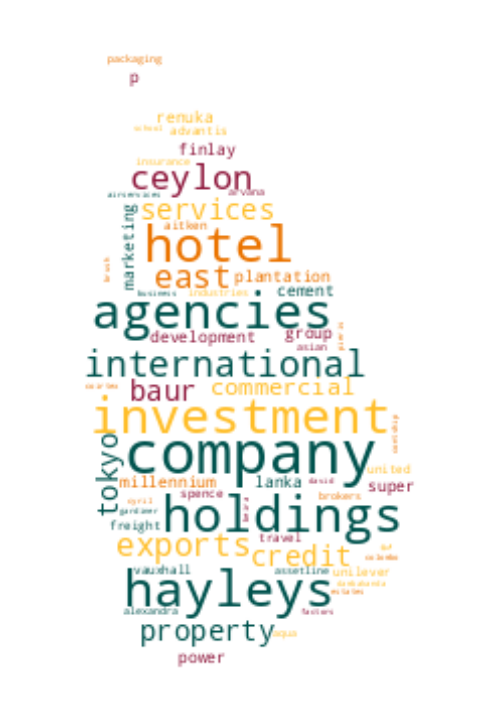 packaging
p
renuka
school advantis
finlay
insurance
ceylon
airservices arvana
marketing
services
aitken
hotel
brush
east plantation
business industries cement
agencies
development group
asian
international
baur commercial
investment
tokyo
company
united
millennium lanka david super
spence brokers
cyril
holdings
gardiner
freight travel
exports credit
vauxhall assetline unilever
hayleys
estates
alexandra factors
property aqua
power